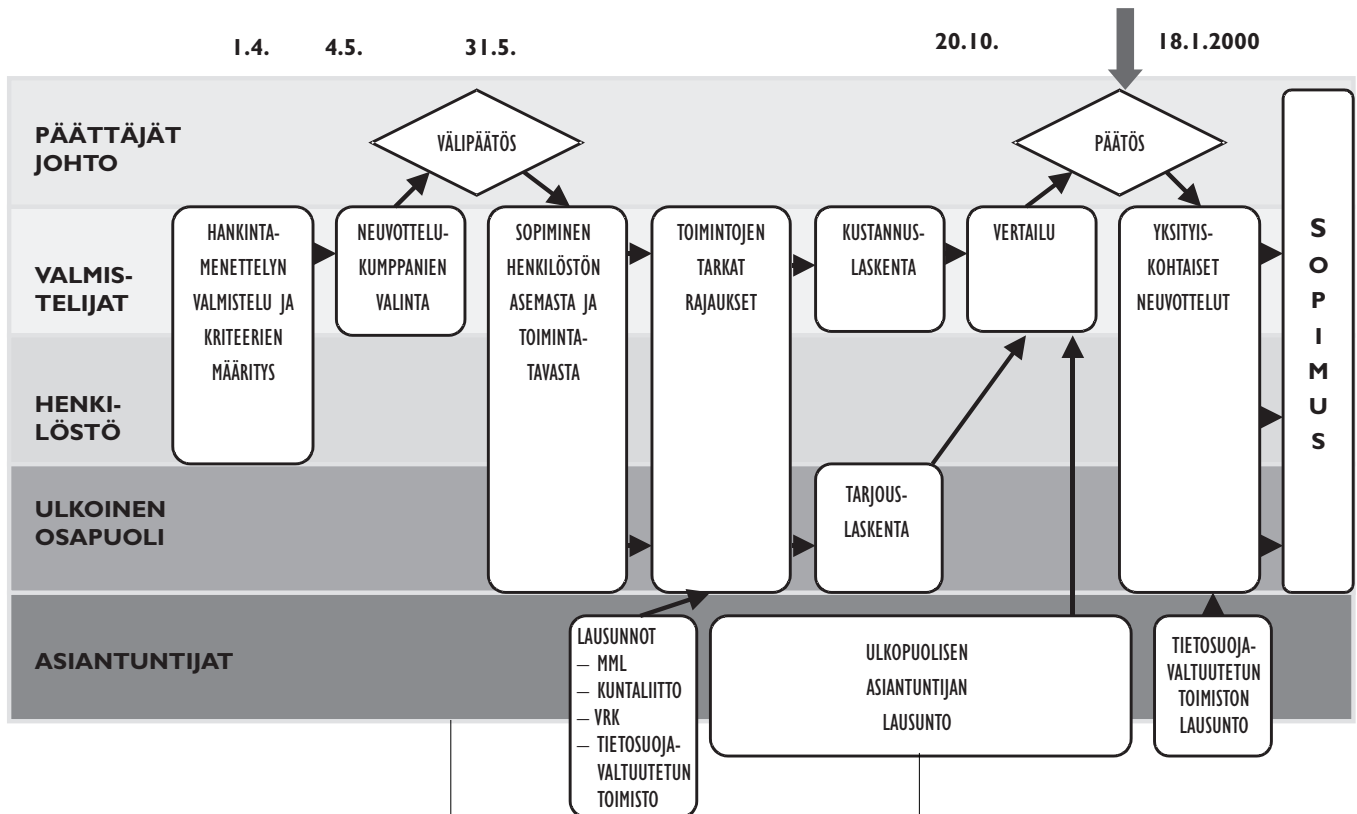 1.4.
4.5.
31.5.
20.10.
18.1.2000
PÄÄTTÄJÄT
JOHTO
VÄLIPÄÄTÖS
PÄÄTÖS
VALMIS-
TELIJAT
HANKINTA-
MENETTELYN
VALMISTELU JA
KRITEERIEN
MÄÄRITYS
NEUVOTTELU-
KUMPPANIEN
VALINTA
SOPIMINEN
HENKILÖSTÖN
ASEMASTA JA
TOIMINTA-
TAVASTA
TOIMINTOJEN
TARKAT
RAJAUKSET
KUSTANNUS-
LASKENTA
VERTAILU
YKSITYIS-
KOHTAISET
NEUVOTTELUT
S
O
P
I
M
U
S
HENKI-
LÖSTÖ
ULKOINEN
OSAPUOLI
TARJOUS-
LASKENTA
ASIANTUNTIJAT
LAUSUNNOT
– MML
– KUNTALIITTO
– VRK
– TIETOSUOJA-
VALTUUTETUN
TOIMISTO
ULKOPUOLISEN
ASIANTUNTIJAN
LAUSUNTO
TIETOSUOJA-
VALTUUTETUN
TOIMISTON
LAUSUNTO